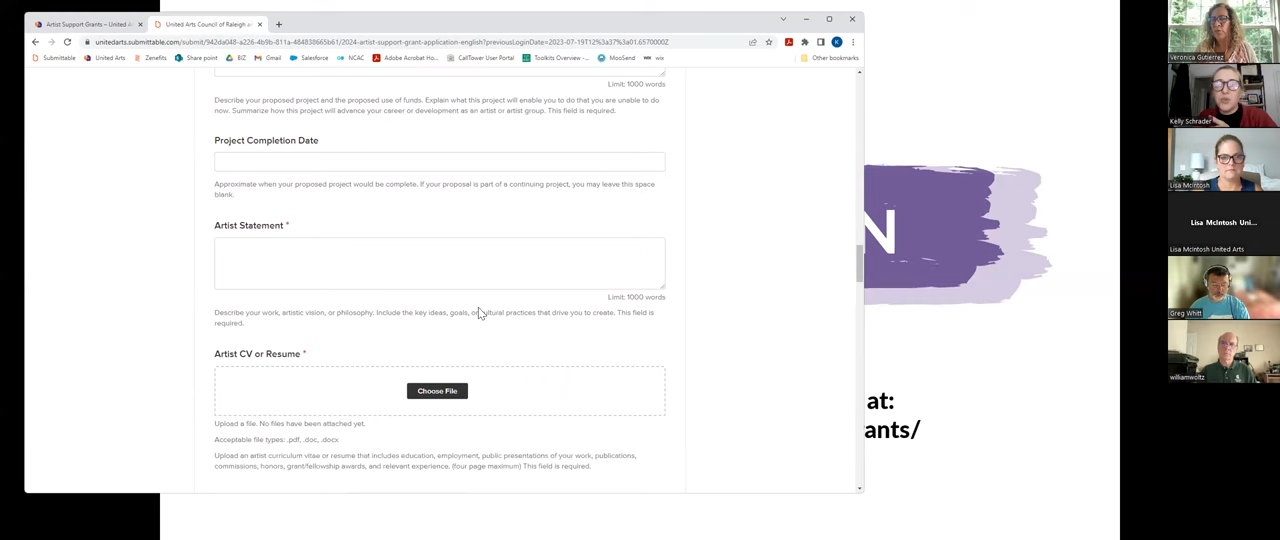 Artist Support Grants – United A
United Arts Council of Raleigh a
unitedarts.submittable.com/submit/942da048-a226-4b9b-811a-484838665b61/2024-artist-support-grant-application-english?previousLoginDate=2023-07-19T12%3A37%3A01.6570000Z
Submittable
United Arts
Zenefits
Share point
BIZ
Gmail
Salesforce
NCAC
Adobe Acrobat Ho...
CallTower User Portal
Toolkits Overview -...
MooSend
wix
Other bookmarks
K
Limit: 1000 words
Describe your proposed project and the proposed use of funds. Explain what this project will enable you to do that you are unable to do
now. Summarize how this project will advance your career or development as an artist or artist group. This field is required.
Project Completion Date
Approximate when your proposed project would be complete. If your proposal is part of a continuing project, you may leave this space
blank.
Artist Statement *
Limit: 1000 words
Describe your work, artistic vision, or philosophy. Include the key ideas, goals, or cultural practices that drive you to create. This field is
required.
Artist CV or Resume *
Choose File
Upload a file. No files have been attached yet.
Acceptable file types: .pdf, .doc, .docx
Upload an artist curriculum vitae or resume that includes education, employment, public presentations of your work, publications,
commissions, honors, grant/fellowship awards, and relevant experience. (four page maximum) This field is required.
N
at:
rants/
Veronica Gutierrez
Kelly Schrader
Lisa McIntosh
Lisa McIntosh Uni...
Lisa McIntosh United Arts
Greg Whitt
williamwoltz